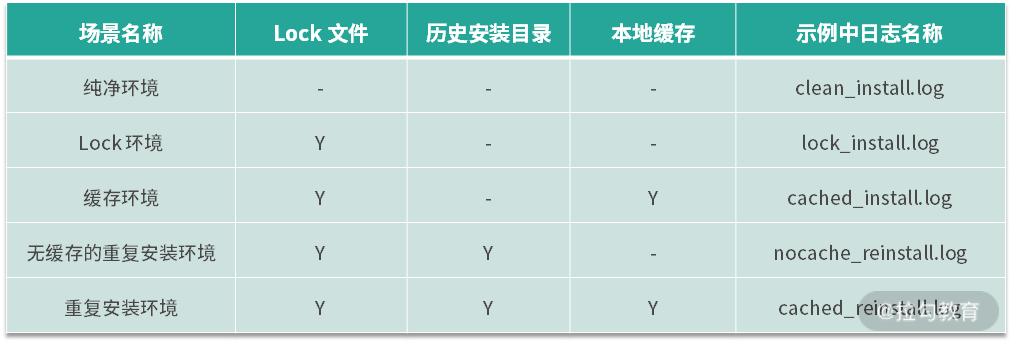 场景名称 Lock 文件 历史安装目录 本地缓存 示例中日志名称
纯净环境 - - - clean_install.log
Lock 环境 Y - - lock_install.log
缓存环境 Y - Y cached_install.log
无缓存的重复安装环境 Y Y - nocache_reinstall.log
重复安装环境 Y Y Y cached_reinstall.log
@拉勾教育